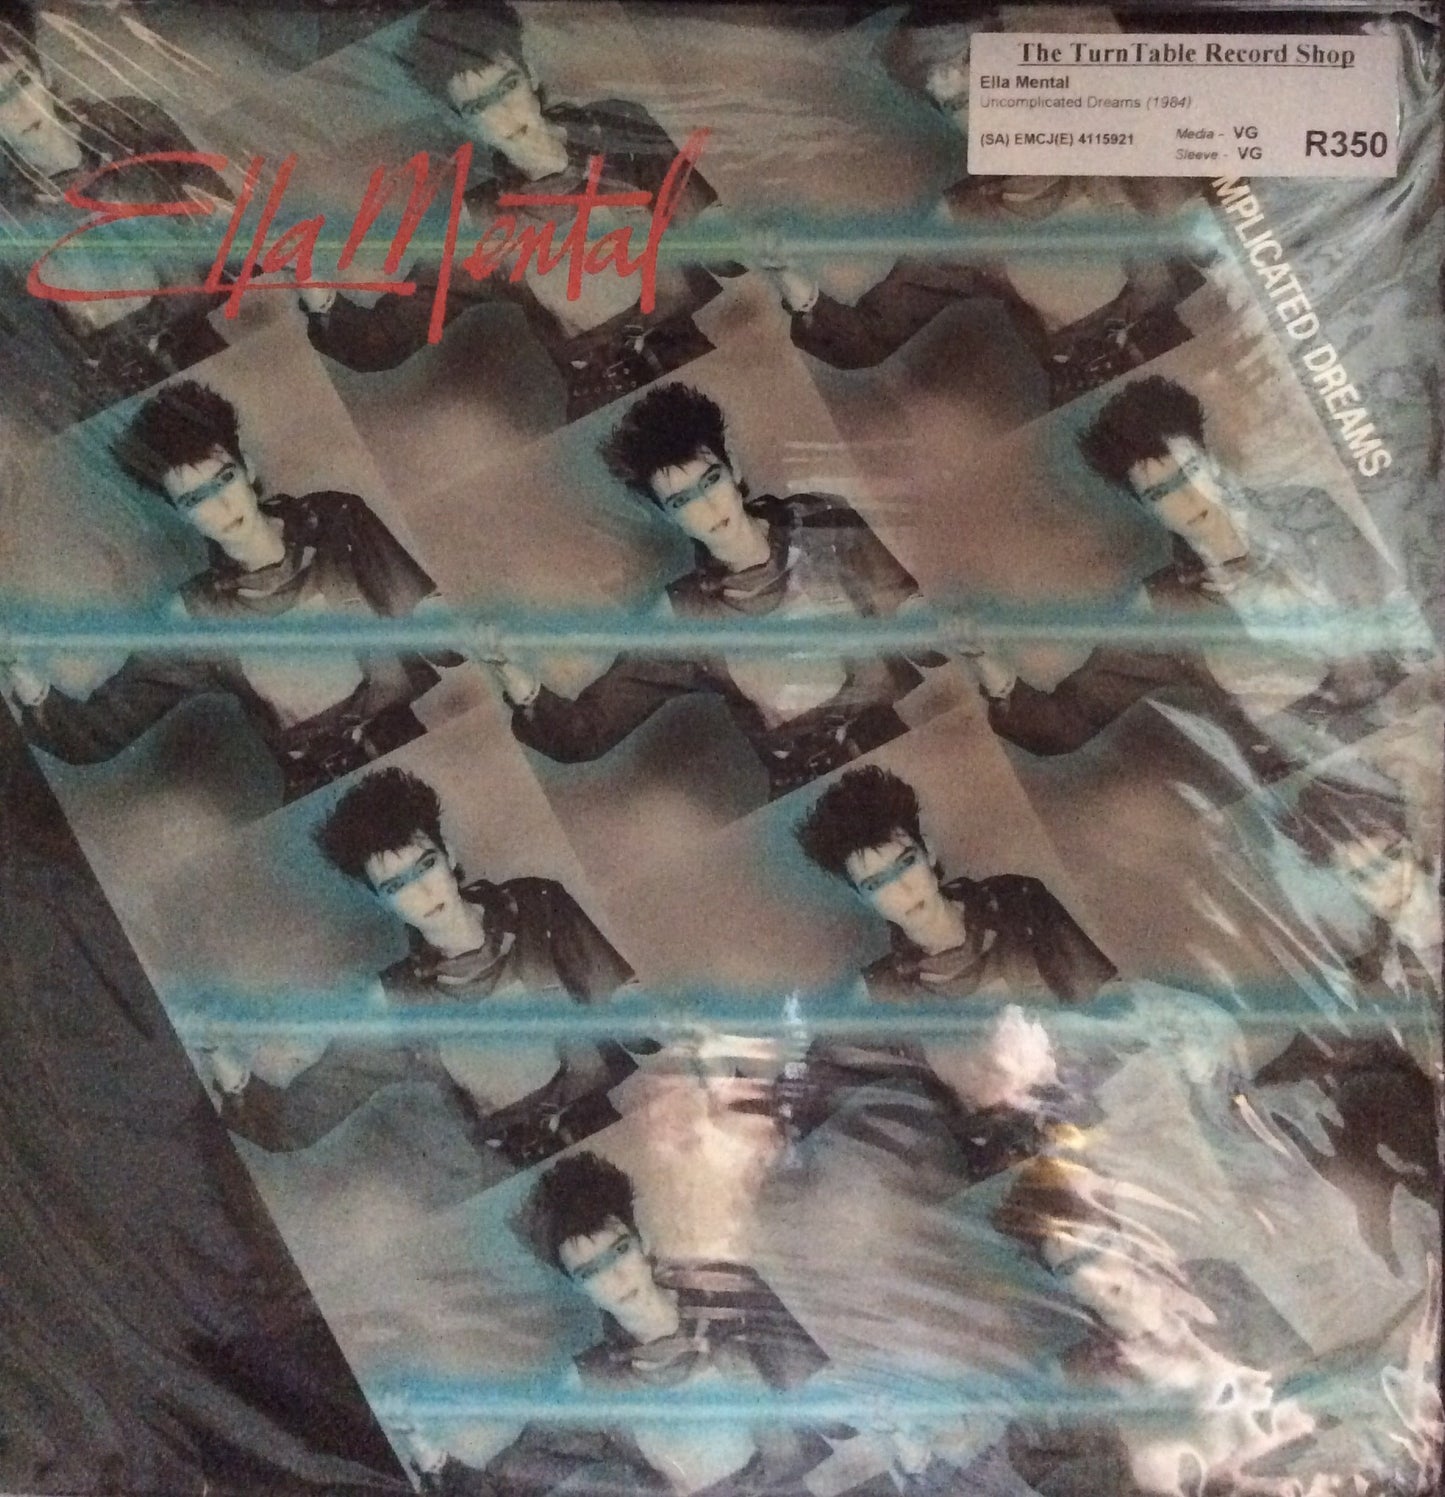 The TurnTable Record Shop
Ella Mental
Uncomplicated Dreams (1984)
(SA) EMCJ(E) 4115921
Media - VG
Sleeve - VG
R350
Ella Mental
MPLICATED DREAMS